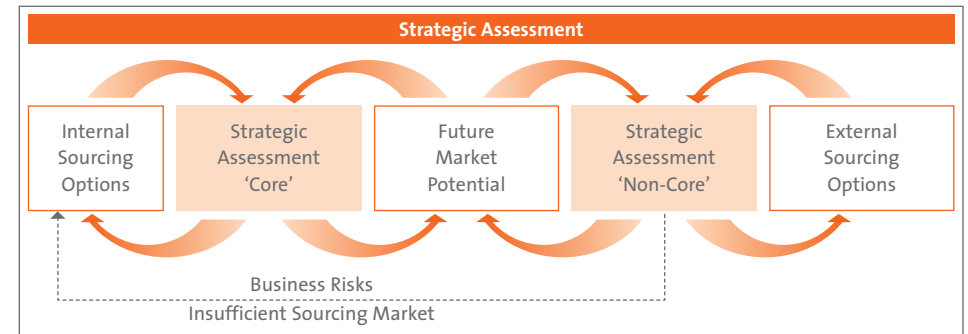 Strategic Assessment
Internal
Sourcing
Options
Strategic
Assessment
‘Core’
Future
Market
Potential
Strategic
Assessment
‘Non-Core’
External
Sourcing
Options
Business Risks
Insufficient Sourcing Market